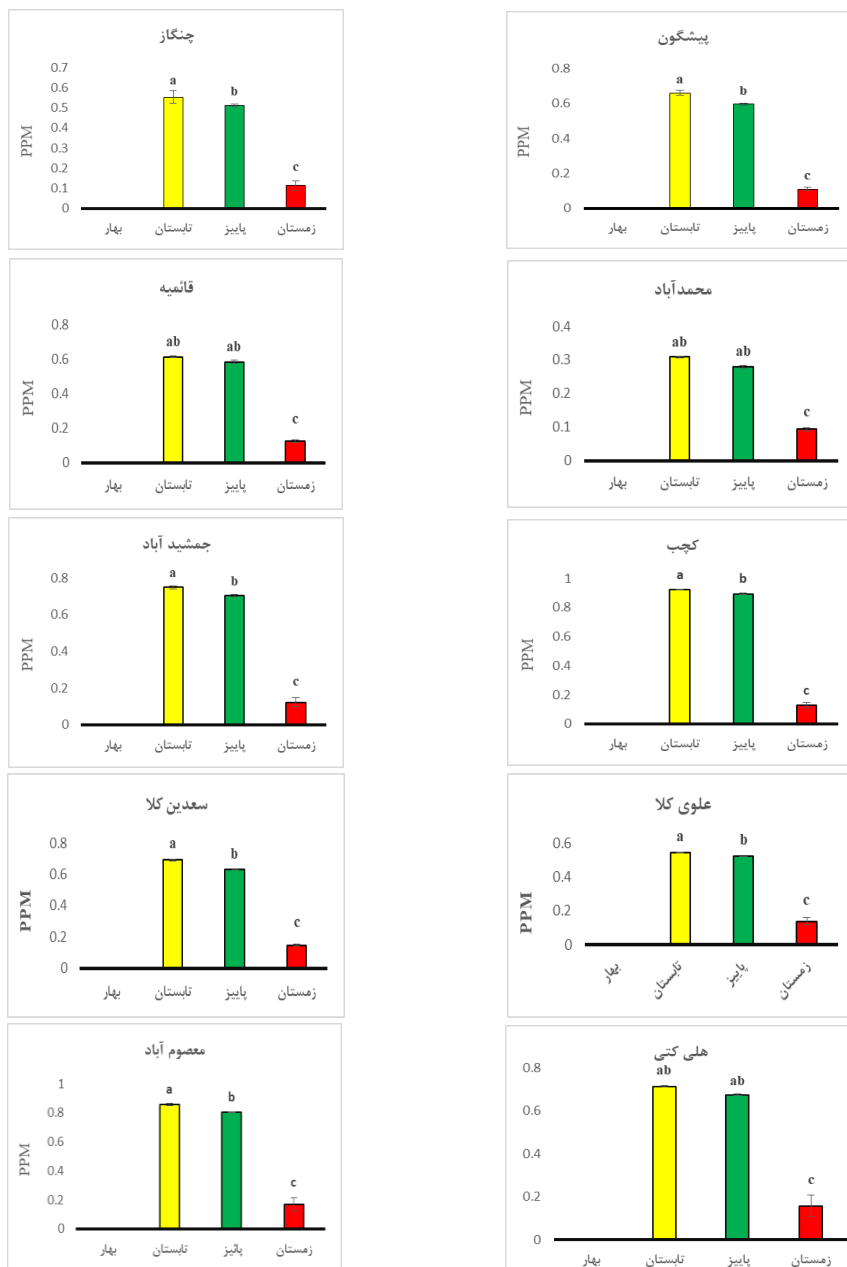 چنگاز
0.7
0.6
0.5
0.4
0.3
0.2
0.1
0
PPM
a
b
c
بهار
تابستان
پاییز
زمستان
پیشگون
0.8
0.6
0.4
0.2
0
PPM
a
b
c
بهار
تابستان
پاییز
زمستان
قائمیه
0.8
0.6
0.4
0.2
0
PPM
ab
ab
c
بهار
تابستان
پاییز
زمستان
محمدآباد
0.4
0.3
0.2
0.1
0
PPM
ab
ab
c
بهار
تابستان
پاییز
زمستان
جمشید آباد
0.8
0.6
0.4
0.2
0
PPM
a
b
c
بهار
تابستان
پاییز
زمستان
کچب
1
0.8
0.6
0.4
0.2
0
PPM
a
b
c
بهار
تابستان
پاییز
زمستان
سعدین کلا
0.8
0.6
0.4
0.2
0
PPM
a
b
c
بهار
تابستان
پاییز
زمستان
علوی کلا
0.6
0.4
0.2
0
PPM
a
b
c
بهار
تابستان
پاییز
زمستان
معصوم آباد
1
0.8
0.6
0.4
0.2
0
PPM
a
b
c
بهار
تابستان
پائیز
زمستان
هلی کتی
0.8
0.6
0.4
0.2
0
PPM
ab
ab
c
بهار
تابستان
پاییز
زمستان